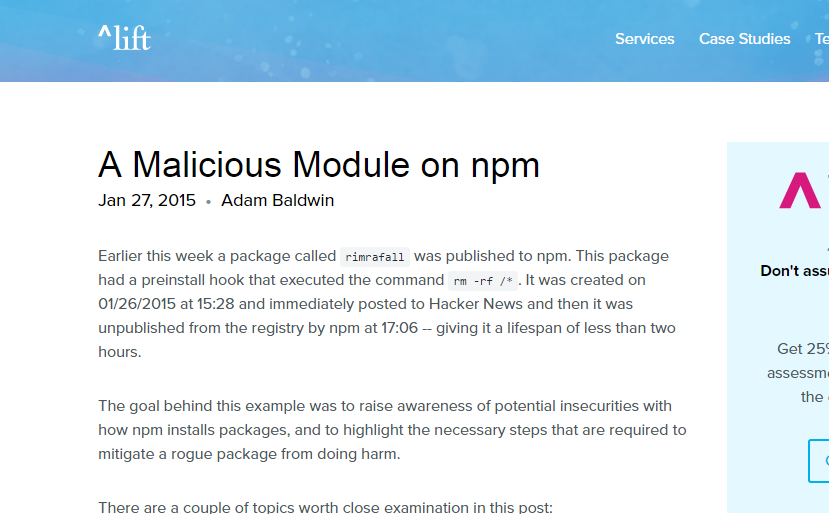 ^lift
Services Case Studies Te
A Malicious Module on npm
Jan 27, 2015 • Adam Baldwin
Earlier this week a package called rimrafall was published to npm. This package
had a preinstall hook that executed the command rm -rf /* . It was created on
01/26/2015 at 15:28 and immediately posted to Hacker News and then it was
unpublished from the registry by npm at 17:06 -- giving it a lifespan of less than two
hours.
The goal behind this example was to raise awareness of potential insecurities with
how npm installs packages, and to highlight the necessary steps that are required to
mitigate a rogue package from doing harm.
There are a couple of topics worth close examination in this post:
^
Don't assu
Get 25%
assessme
the